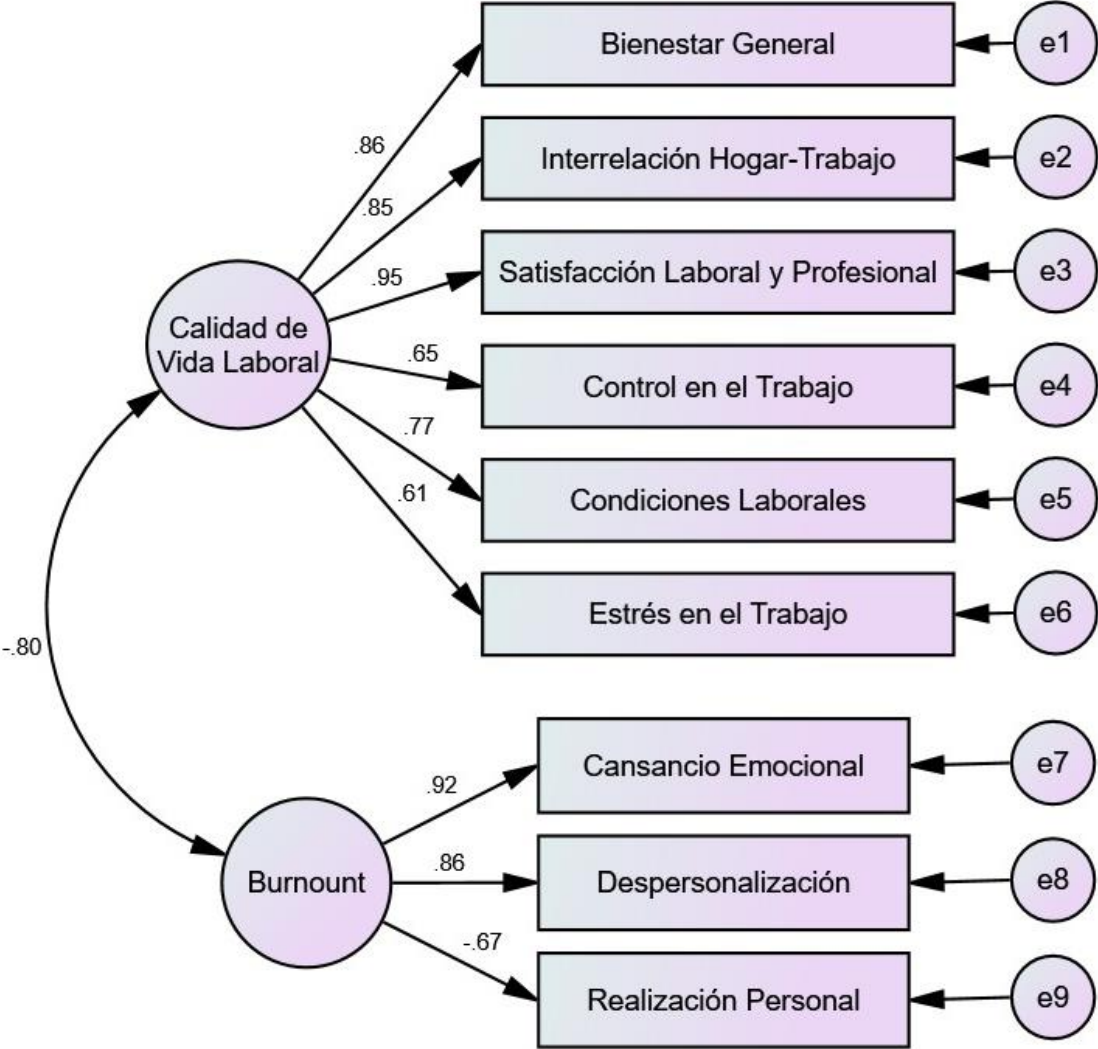 Bienestar General
e1
.86
Interrelación Hogar-Trabajo
e2
.85
Satisfacción Laboral y Profesional
e3
.95
Calidad de
Vida Laboral
.65
Control en el Trabajo
e4
.77
Condiciones Laborales
e5
.61
Estrés en el Trabajo
e6
-.80
Cansancio Emocional
e7
.92
Burnount
.86
Despersonalización
e8
-.67
Realización Personal
e9